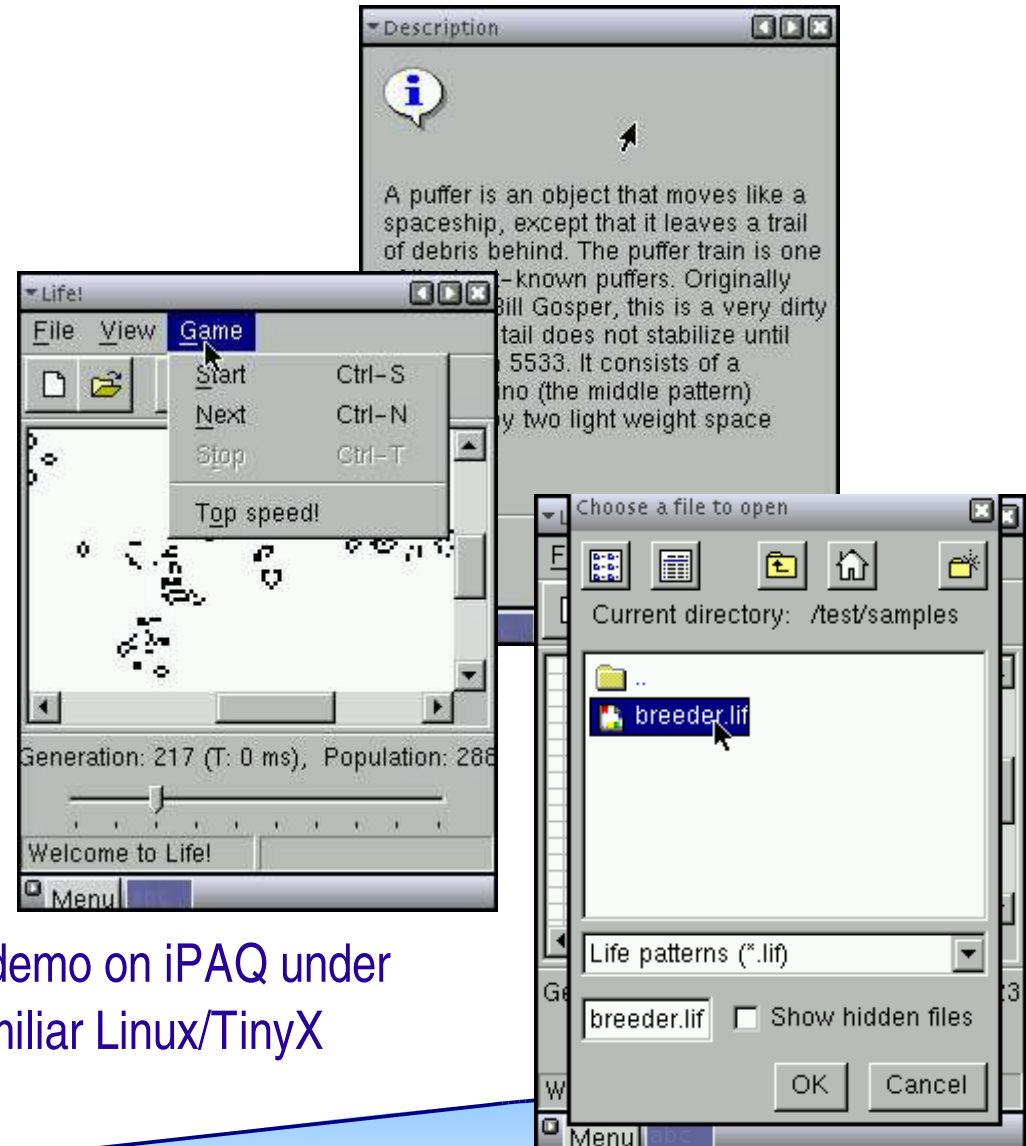 Description
A puffer is an object that moves like a
spaceship, except that it leaves a trail
of debris behind. The puffer train is one
-known puffers. Originally
Bill Gosper, this is a very dirty
tail does not stabilize until
5533. It consists of a
ino (the middle pattern)
by two light weight space
Life!
File View Game
Start Ctrl-S
Next Ctrl-N
Stop Ctrl-T
Top speed!
Generation: 217 (T: 0 ms), Population: 288
Welcome to Life!
Menu
Choose a file to open
Current directory: /test/samples
..
breeder.lif
Life patterns (*.lif)
breeder.lif Show hidden files
OK Cancel
Menu abc
demo on iPAQ under
miliar Linux/TinyX